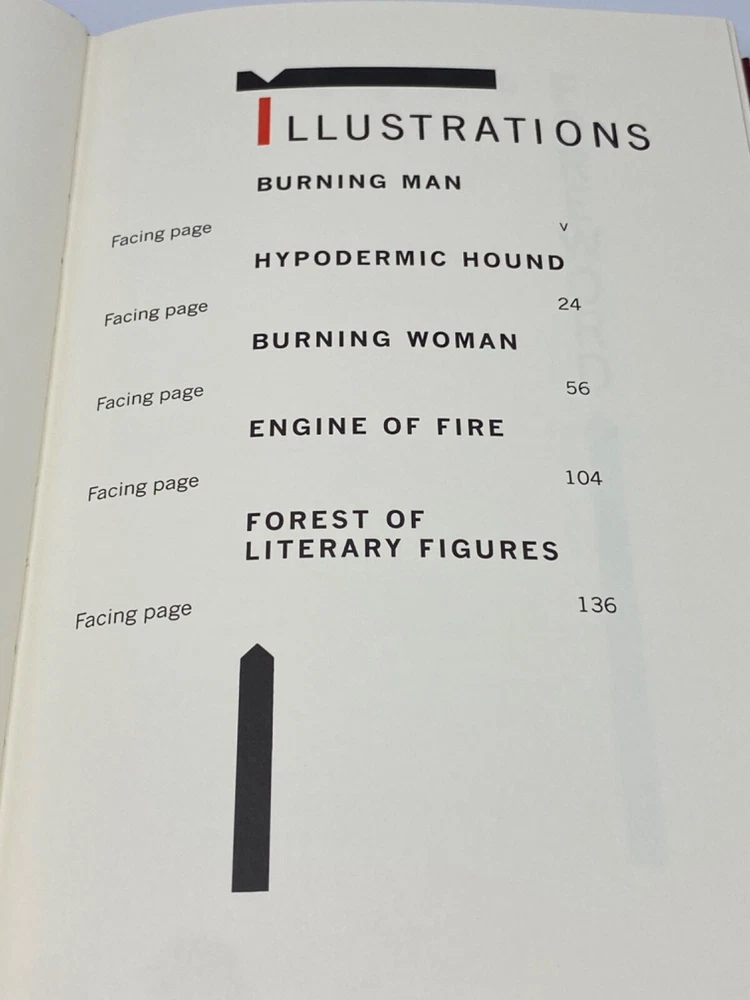 ILLUSTRATIONS
BURNING MAN
Facing page v
HYPODERMIC HOUND
Facing page 24
BURNING WOMAN
Facing page 56
ENGINE OF FIRE
Facing page 104
FOREST OF
LITERARY FIGURES
Facing page 136